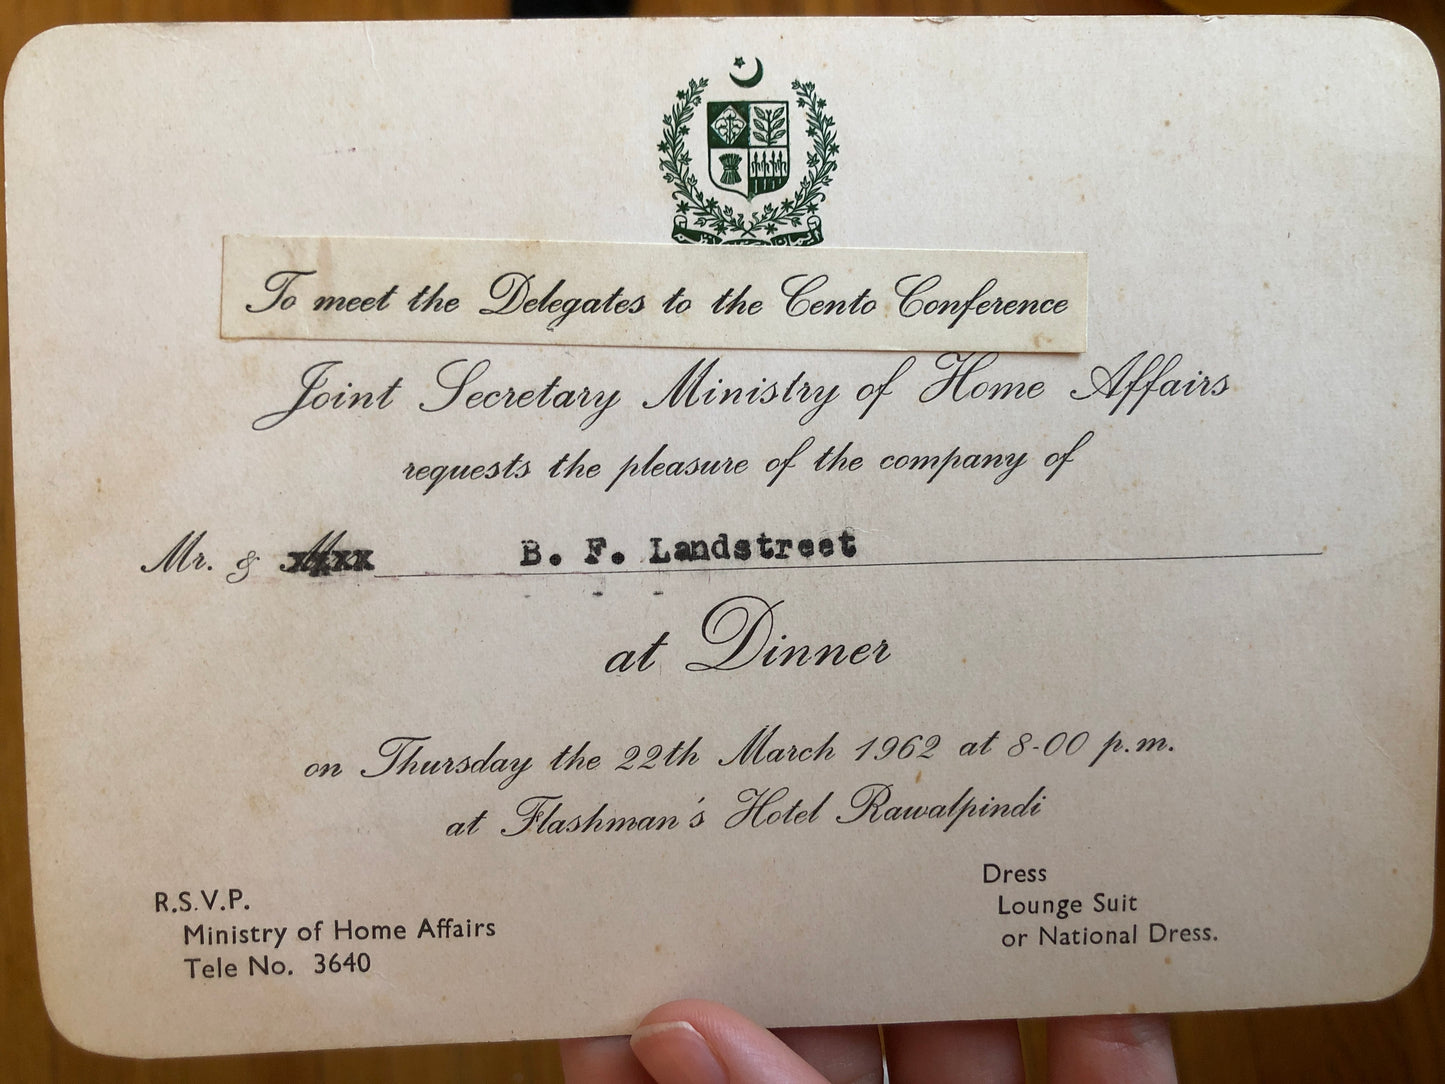 To meet the Delegates to the Cento Conference
Joint Secretary Ministry of Home Affairs
requests the pleasure of the company of
Mr. & xxxx B. F. Landstreet
at Dinner
on Thursday the 22th March 1962 at 8-00 p.m.
at Flashman's Hotel Rawalpindi
R.S.V.P.
Ministry of Home Affairs
Tele No. 3640
Dress
Lounge Suit
or National Dress.